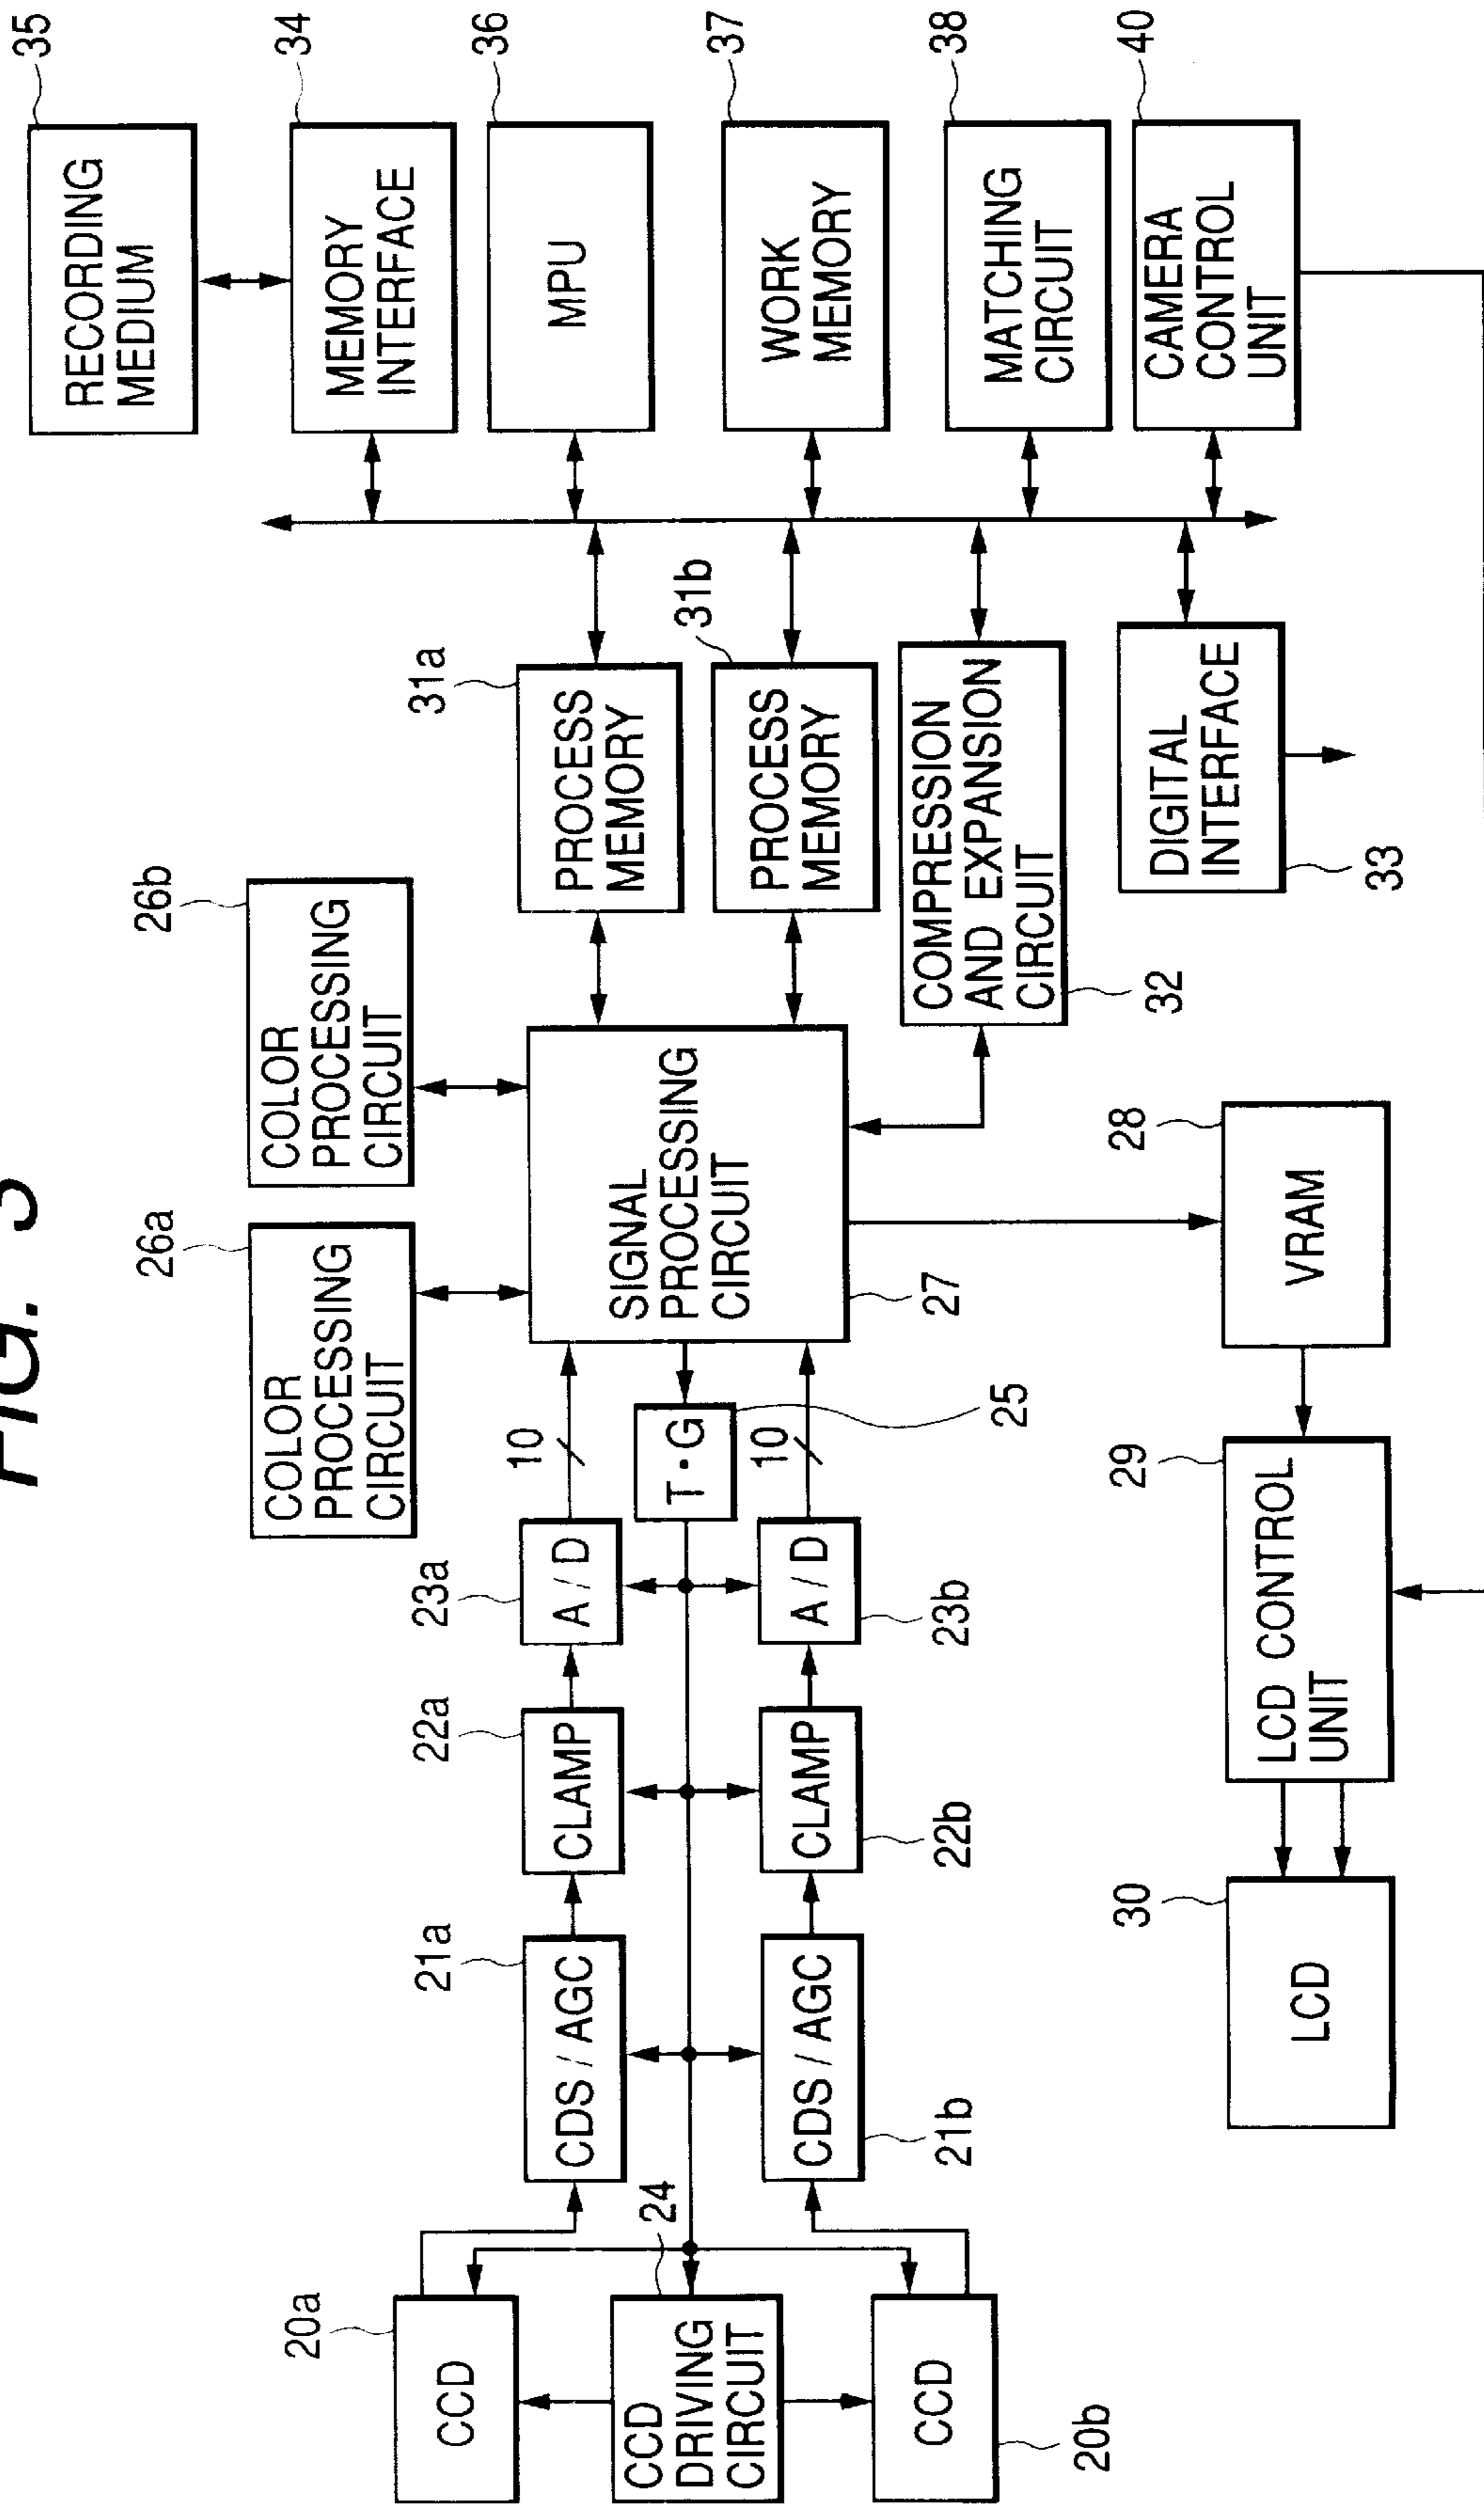 FIG.
35
RECORDING
MEDIUM
26a
26b
COLOR
PROCESSING
CIRCUIT
COLOR
PROCESSING
CIRCUIT
34
MEMORY
INTERFACE
20a
21a
22a
23a
31a
CCD
CDS / AGC
CLAMP
A / D
10
PROCESS
MEMORY
36
MPU
24
CCD
DRIVING
CIRCUIT
T · G
25
SIGNAL
PROCESSING
CIRCUIT
27
31b
PROCESS
MEMORY
37
WORK
MEMORY
CCD
20b
CDS / AGC
21b
CLAMP
22b
A / D
23b
10
COMPRESSION
AND EXPANSION
CIRCUIT
32
38
MATCHING
CIRCUIT
30
LCD
29
LCD CONTROL
UNIT
28
VRAM
DIGITAL
INTERFACE
33
40
CAMERA
CONTROL
UNIT